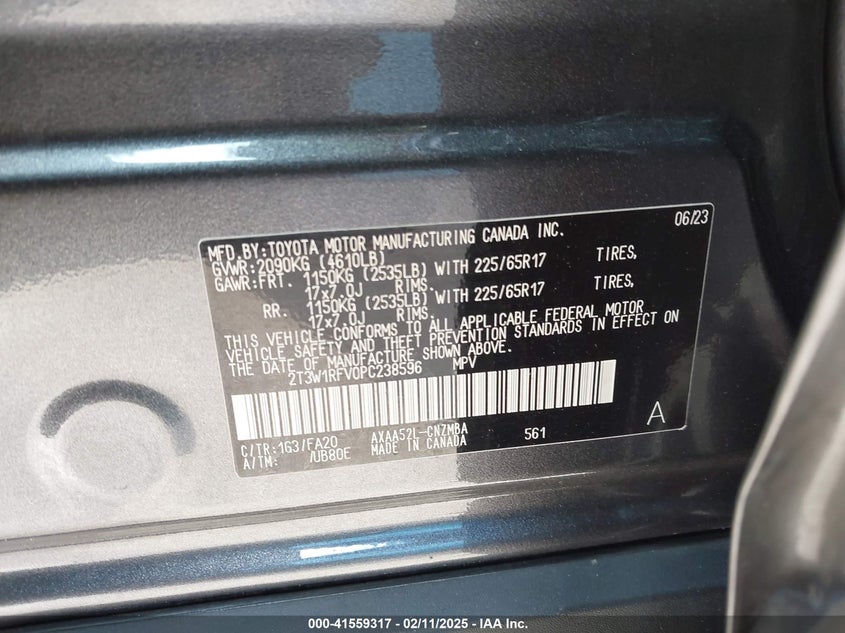 06/23
MFD.BY:TOYOTA MOTOR MANUFACTURING CANADA INC.
GVWR:2090KG (4610LB)
GAWR:FRT. 1150KG (2535LB) WITH 225/65R17 TIRES,
17x7.0J RIMS.
RR. 1150KG (2535LB) WITH 225/65R17 TIRES,
17x7.0J RIMS.
THIS VEHICLE CONFORMS TO ALL APPLICABLE FEDERAL MOTOR
VEHICLE SAFETY AND THEFT PREVENTION STANDARDS IN EFFECT ON
THE DATE OF MANUFACTURE SHOWN ABOVE.
2T3W1RFV0PC238596 MPV
C/TR:1G3/FA20 AXAA52L-CNZMBA 561 A
A/TM: /UB80E MADE IN CANADA
000-41559317 - 02/11/2025 - IAA Inc.